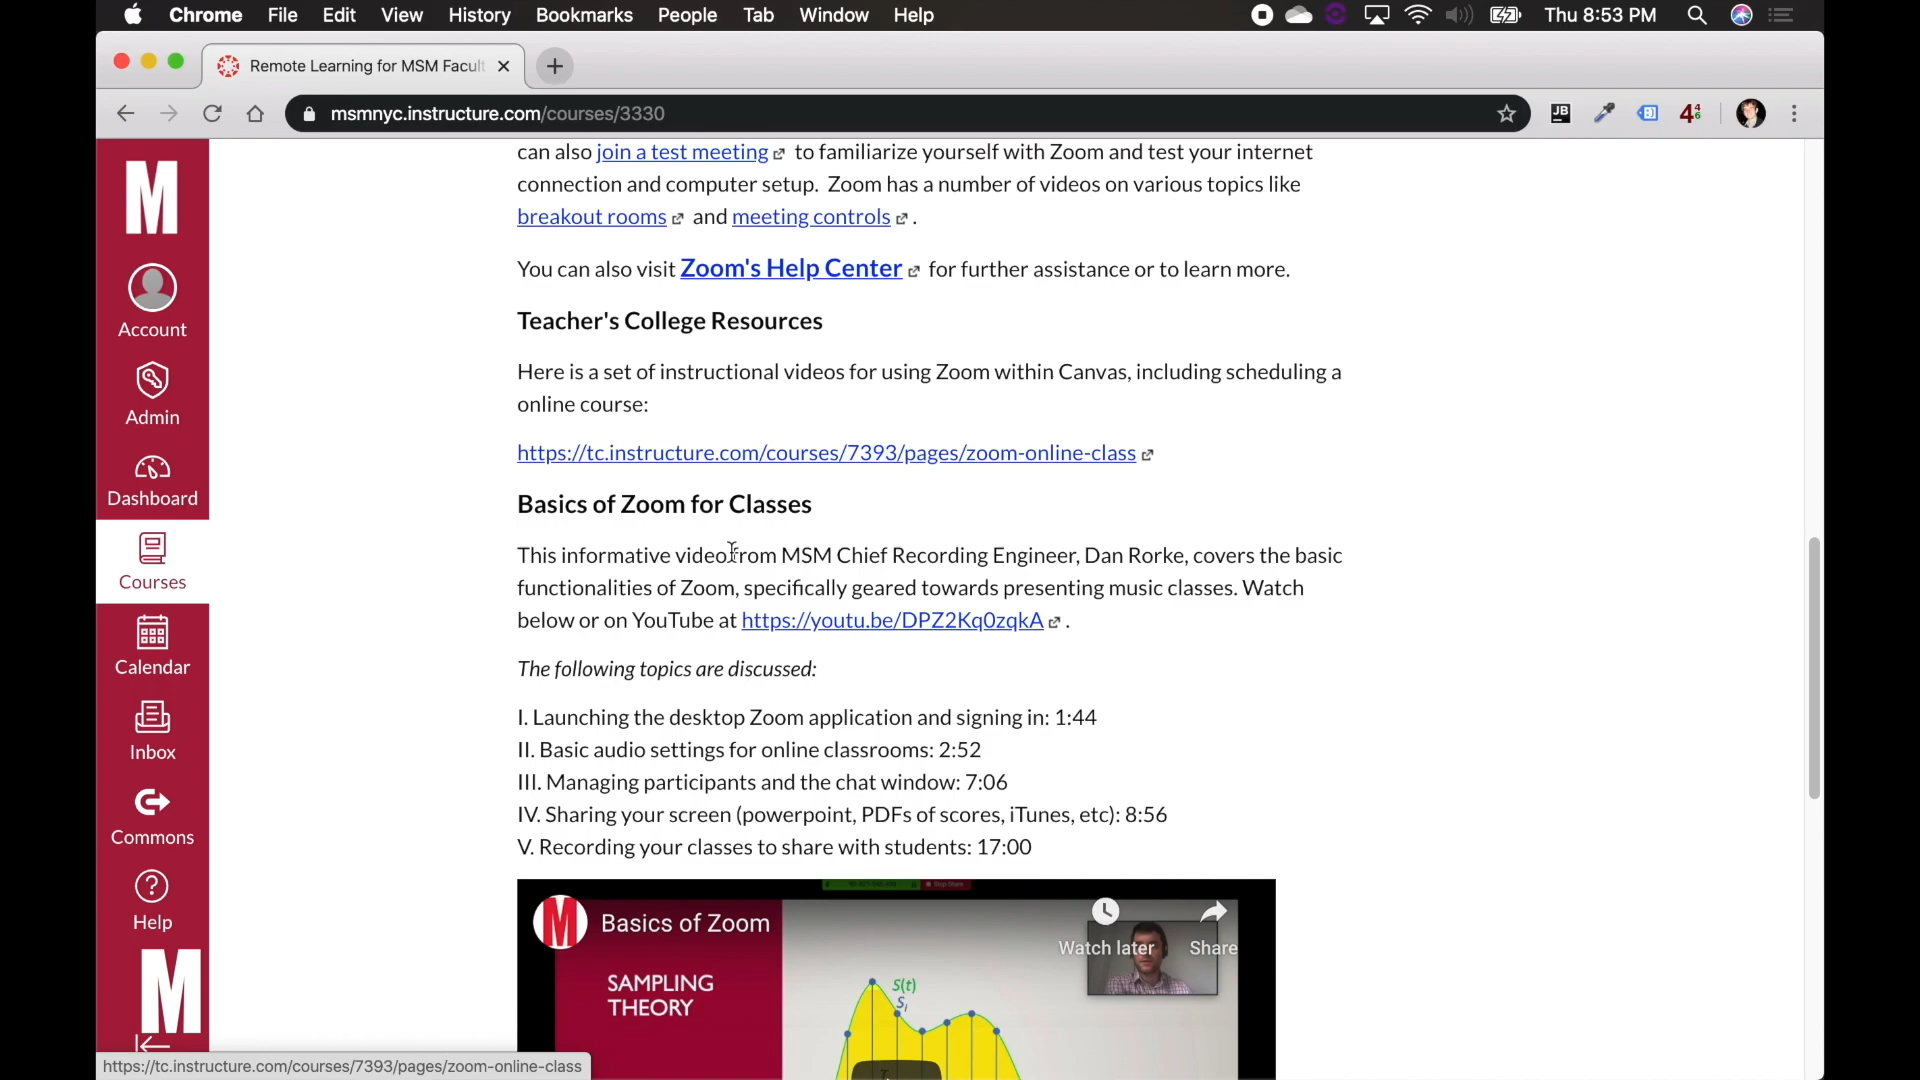 Chrome File Edit View History Bookmarks People Tab Window Help Thu 8:53 PM
Remote Learning for MSM Facult
msmnyc.instructure.com/courses/3330
JB
4 4 6
M
Account
Admin
Dashboard
Courses
Calendar
Inbox
Commons
Help
M
can also join a test meeting to familiarize yourself with Zoom and test your internet
connection and computer setup. Zoom has a number of videos on various topics like
breakout rooms and meeting controls .
You can also visit Zoom's Help Center for further assistance or to learn more.
Teacher's College Resources
Here is a set of instructional videos for using Zoom within Canvas, including scheduling a
online course:
https://tc.instructure.com/courses/7393/pages/zoom-online-class
Basics of Zoom for Classes
This informative video from MSM Chief Recording Engineer, Dan Rorke, covers the basic
functionalities of Zoom, specifically geared towards presenting music classes. Watch
below or on YouTube at https://youtu.be/DPZ2Kq0zqkA .
The following topics are discussed:
I. Launching the desktop Zoom application and signing in: 1:44
II. Basic audio settings for online classrooms: 2:52
III. Managing participants and the chat window: 7:06
IV. Sharing your screen (powerpoint, PDFs of scores, iTunes, etc): 8:56
V. Recording your classes to share with students: 17:00
Stop Share
M Basics of Zoom
Watch later Share
SAMPLING
THEORY
S(t)
Si
T
https://tc.instructure.com/courses/7393/pages/zoom-online-class